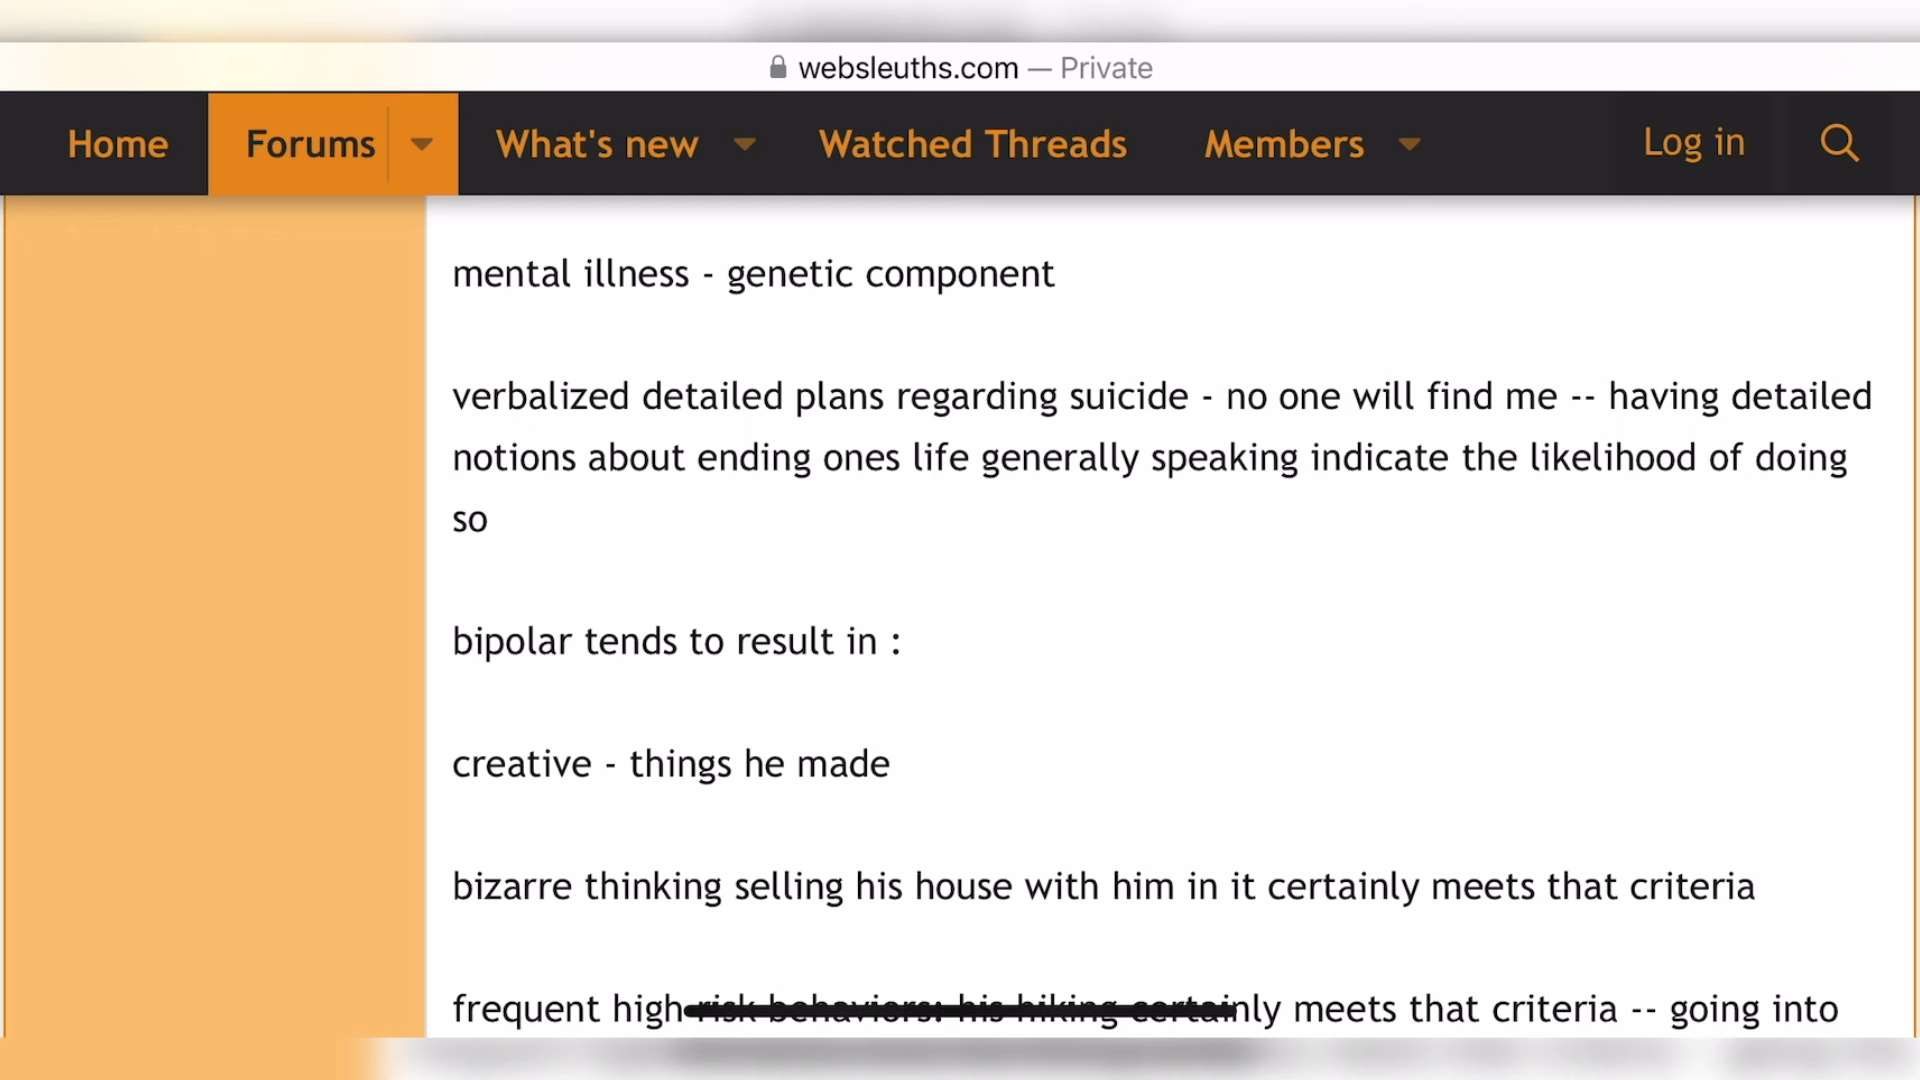 websleuths.com — Private
Home Forums What's new Watched Threads Members Log in
mental illness - genetic component
verbalized detailed plans regarding suicide - no one will find me -- having detailed
notions about ending ones life generally speaking indicate the likelihood of doing
so
bipolar tends to result in :
creative - things he made
bizarre thinking selling his house with him in it certainly meets that criteria
frequent high risk behaviors: his hiking certainly meets that criteria -- going into